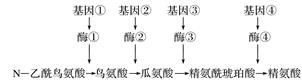 基因① 基因② 基因③ 基因④
酶① 酶② 酶③ 酶④
N—乙酰鸟氨酸→鸟氨酸→瓜氨酸→精氨酰琥珀酸→精氨酸